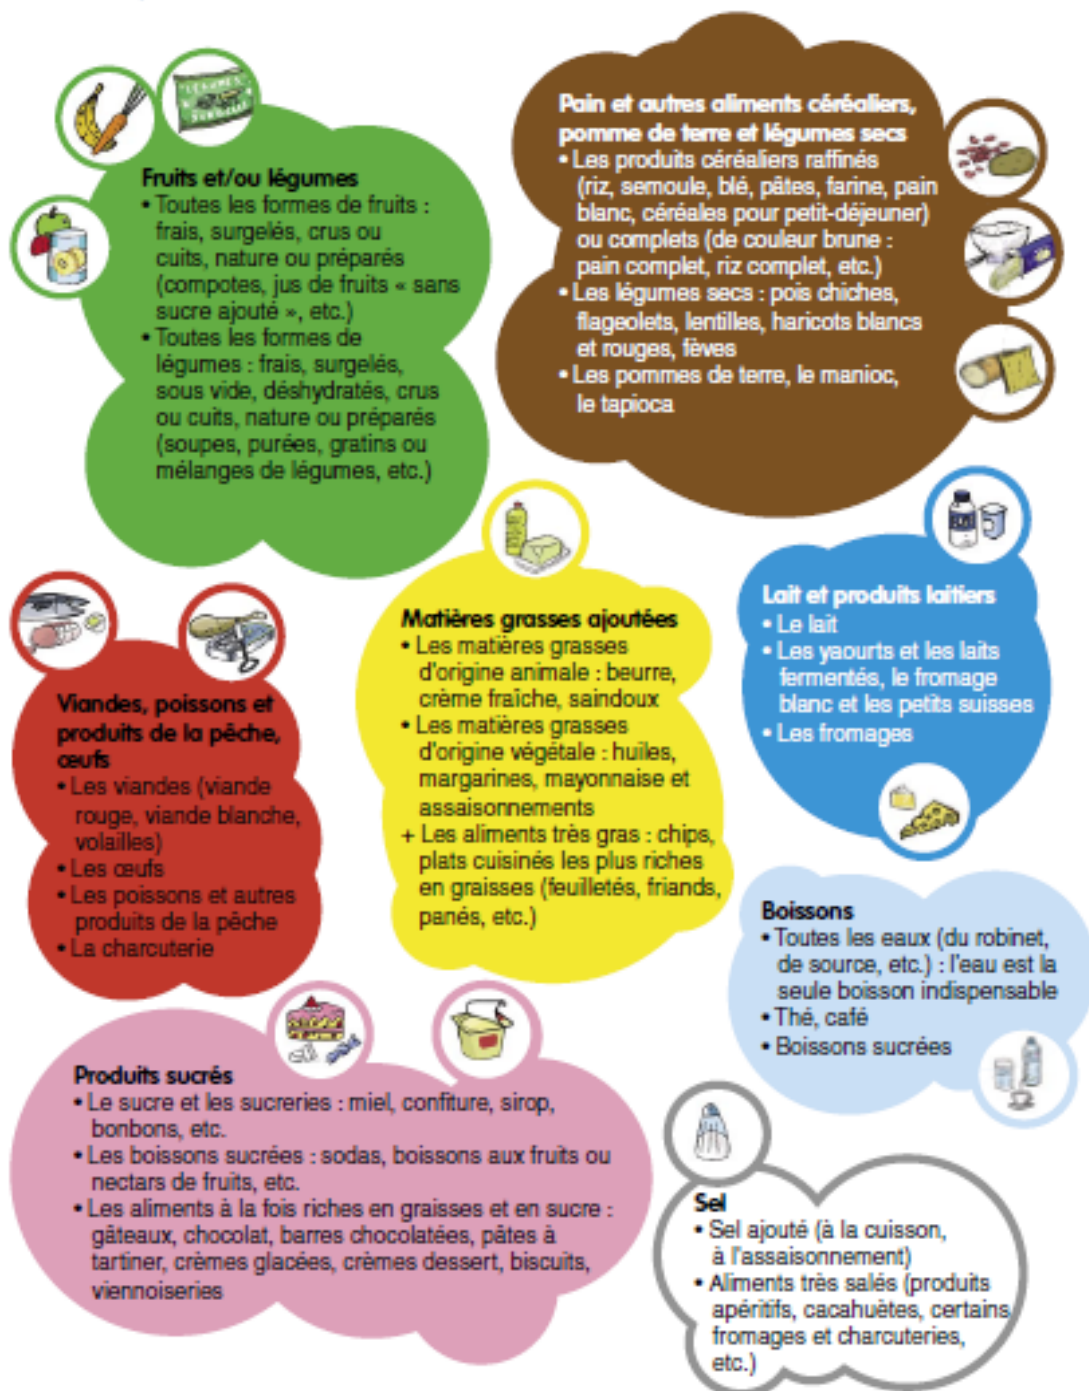 LÉGUMES
Fruits et/ou légumes
• Toutes les formes de fruits :
frais, surgelés, crus ou
cuits, nature ou préparés
(compotes, jus de fruits « sans
sucre ajouté », etc.)
• Toutes les formes de
légumes : frais, surgelés,
sous vide, déshydratés, crus
ou cuits, nature ou préparés
(soupes, purées, gratins ou
mélanges de légumes, etc.)
Pain et autres aliments céréaliers,
pomme de terre et légumes secs
• Les produits céréaliers raffinés
(riz, semoule, blé, pâtes, farine, pain
blanc, céréales pour petit-déjeuner)
ou complets (de couleur brune :
pain complet, riz complet, etc.)
• Les légumes secs : pois chiches,
flageolets, lentilles, haricots blancs
et rouges, fèves
• Les pommes de terre, le manioc,
le tapioca
Viandes, poissons et
produits de la pêche,
œufs
• Les viandes (viande
rouge, viande blanche,
volailles)
• Les œufs
• Les poissons et autres
produits de la pêche
• La charcuterie
Matières grasses ajoutées
• Les matières grasses
d'origine animale : beurre,
crème fraîche, saindoux
• Les matières grasses
d'origine végétale : huiles,
margarines, mayonnaise et
assaisonnements
+ Les aliments très gras : chips,
plats cuisinés les plus riches
en graisses (feuilletés, friands,
panés, etc.)
Lait et produits laitiers
• Le lait
• Les yaourts et les laits
fermentés, le fromage
blanc et les petits suisses
• Les fromages
Boissons
• Toutes les eaux (du robinet,
de source, etc.) : l'eau est la
seule boisson indispensable
• Thé, café
• Boissons sucrées
Produits sucrés
• Le sucre et les sucreries : miel, confiture, sirop,
bonbons, etc.
• Les boissons sucrées : sodas, boissons aux fruits ou
nectars de fruits, etc.
• Les aliments à la fois riches en graisses et en sucre :
gâteaux, chocolat, barres chocolatées, pâtes à
tartiner, crèmes glacées, crèmes dessert, biscuits,
viennoiseries
Sel
• Sel ajouté (à la cuisson,
à l'assaisonnement)
• Aliments très salés (produits
apéritifs, cacahuètes, certains
fromages et charcuteries,
etc.)